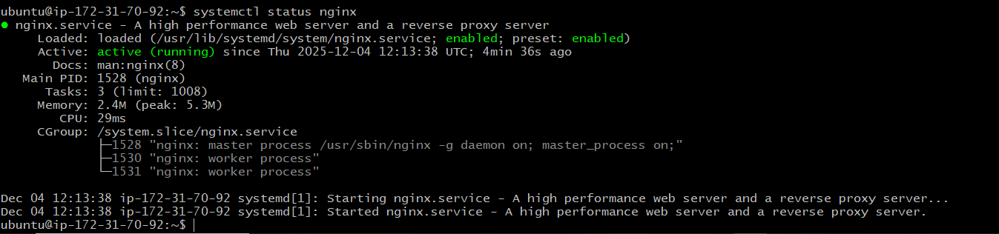 ubuntu@ip-172-31-70-92:~$ systemctl status nginx
● nginx.service - A high performance web server and a reverse proxy server
     Loaded: loaded (/usr/lib/systemd/system/nginx.service; enabled; preset: enabled)
     Active: active (running) since Thu 2025-12-04 12:13:38 UTC; 4min 36s ago
       Docs: man:nginx(8)
   Main PID: 1528 (nginx)
      Tasks: 3 (limit: 1008)
     Memory: 2.4M (peak: 5.3M)
        CPU: 29ms
     CGroup: /system.slice/nginx.service
             ├─1528 "nginx: master process /usr/sbin/nginx -g daemon on; master_process on;"
             ├─1530 "nginx: worker process"
             └─1531 "nginx: worker process"

Dec 04 12:13:38 ip-172-31-70-92 systemd[1]: Starting nginx.service - A high performance web server and a reverse proxy server...
Dec 04 12:13:38 ip-172-31-70-92 systemd[1]: Started nginx.service - A high performance web server and a reverse proxy server.
ubuntu@ip-172-31-70-92:~$